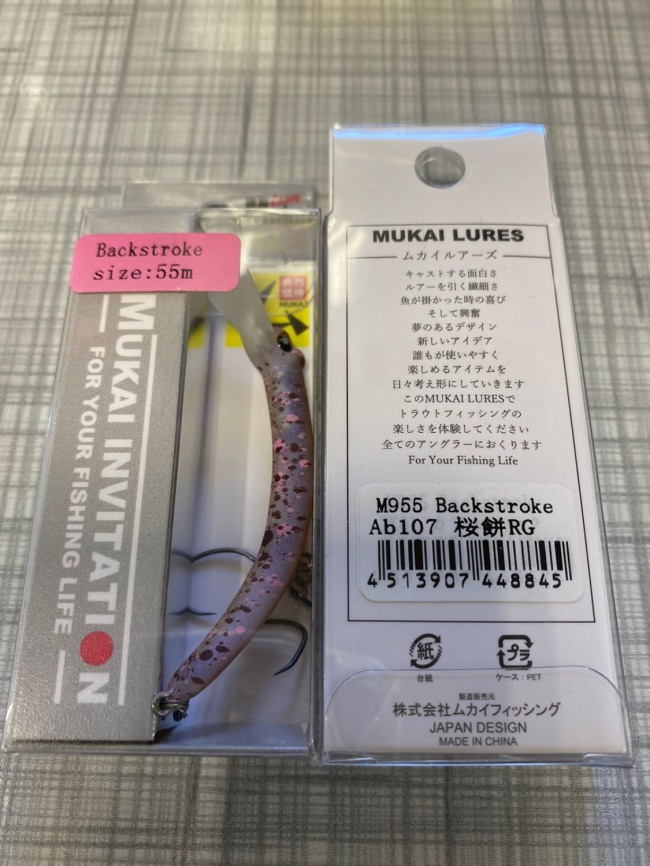 Backstroke
size:55m
MUKAI INVITATION
FOR YOUR FISHING LIFE
MUKAI
MUKAI LURES
ムカイルアーズ
キャストする面白さ
ルアーを引く繊細さ
魚が掛かった時の喜び
そして興奮
夢のあるデザイン
新しいアイデア
誰もが使いやすく
楽しめるアイテムを
日々考え形にしていきます
このMUKAI LURESで
トラウトフィッシングの
楽しさを体験してください
全てのアングラーにおくります
For Your Fishing Life
M955 Backstroke
Ab107 桜餅RG
4 513907 448845
紙
台紙
プラ
ケース：PET
製造販売元
株式会社ムカイフィッシング
JAPAN DESIGN
MADE IN CHINA